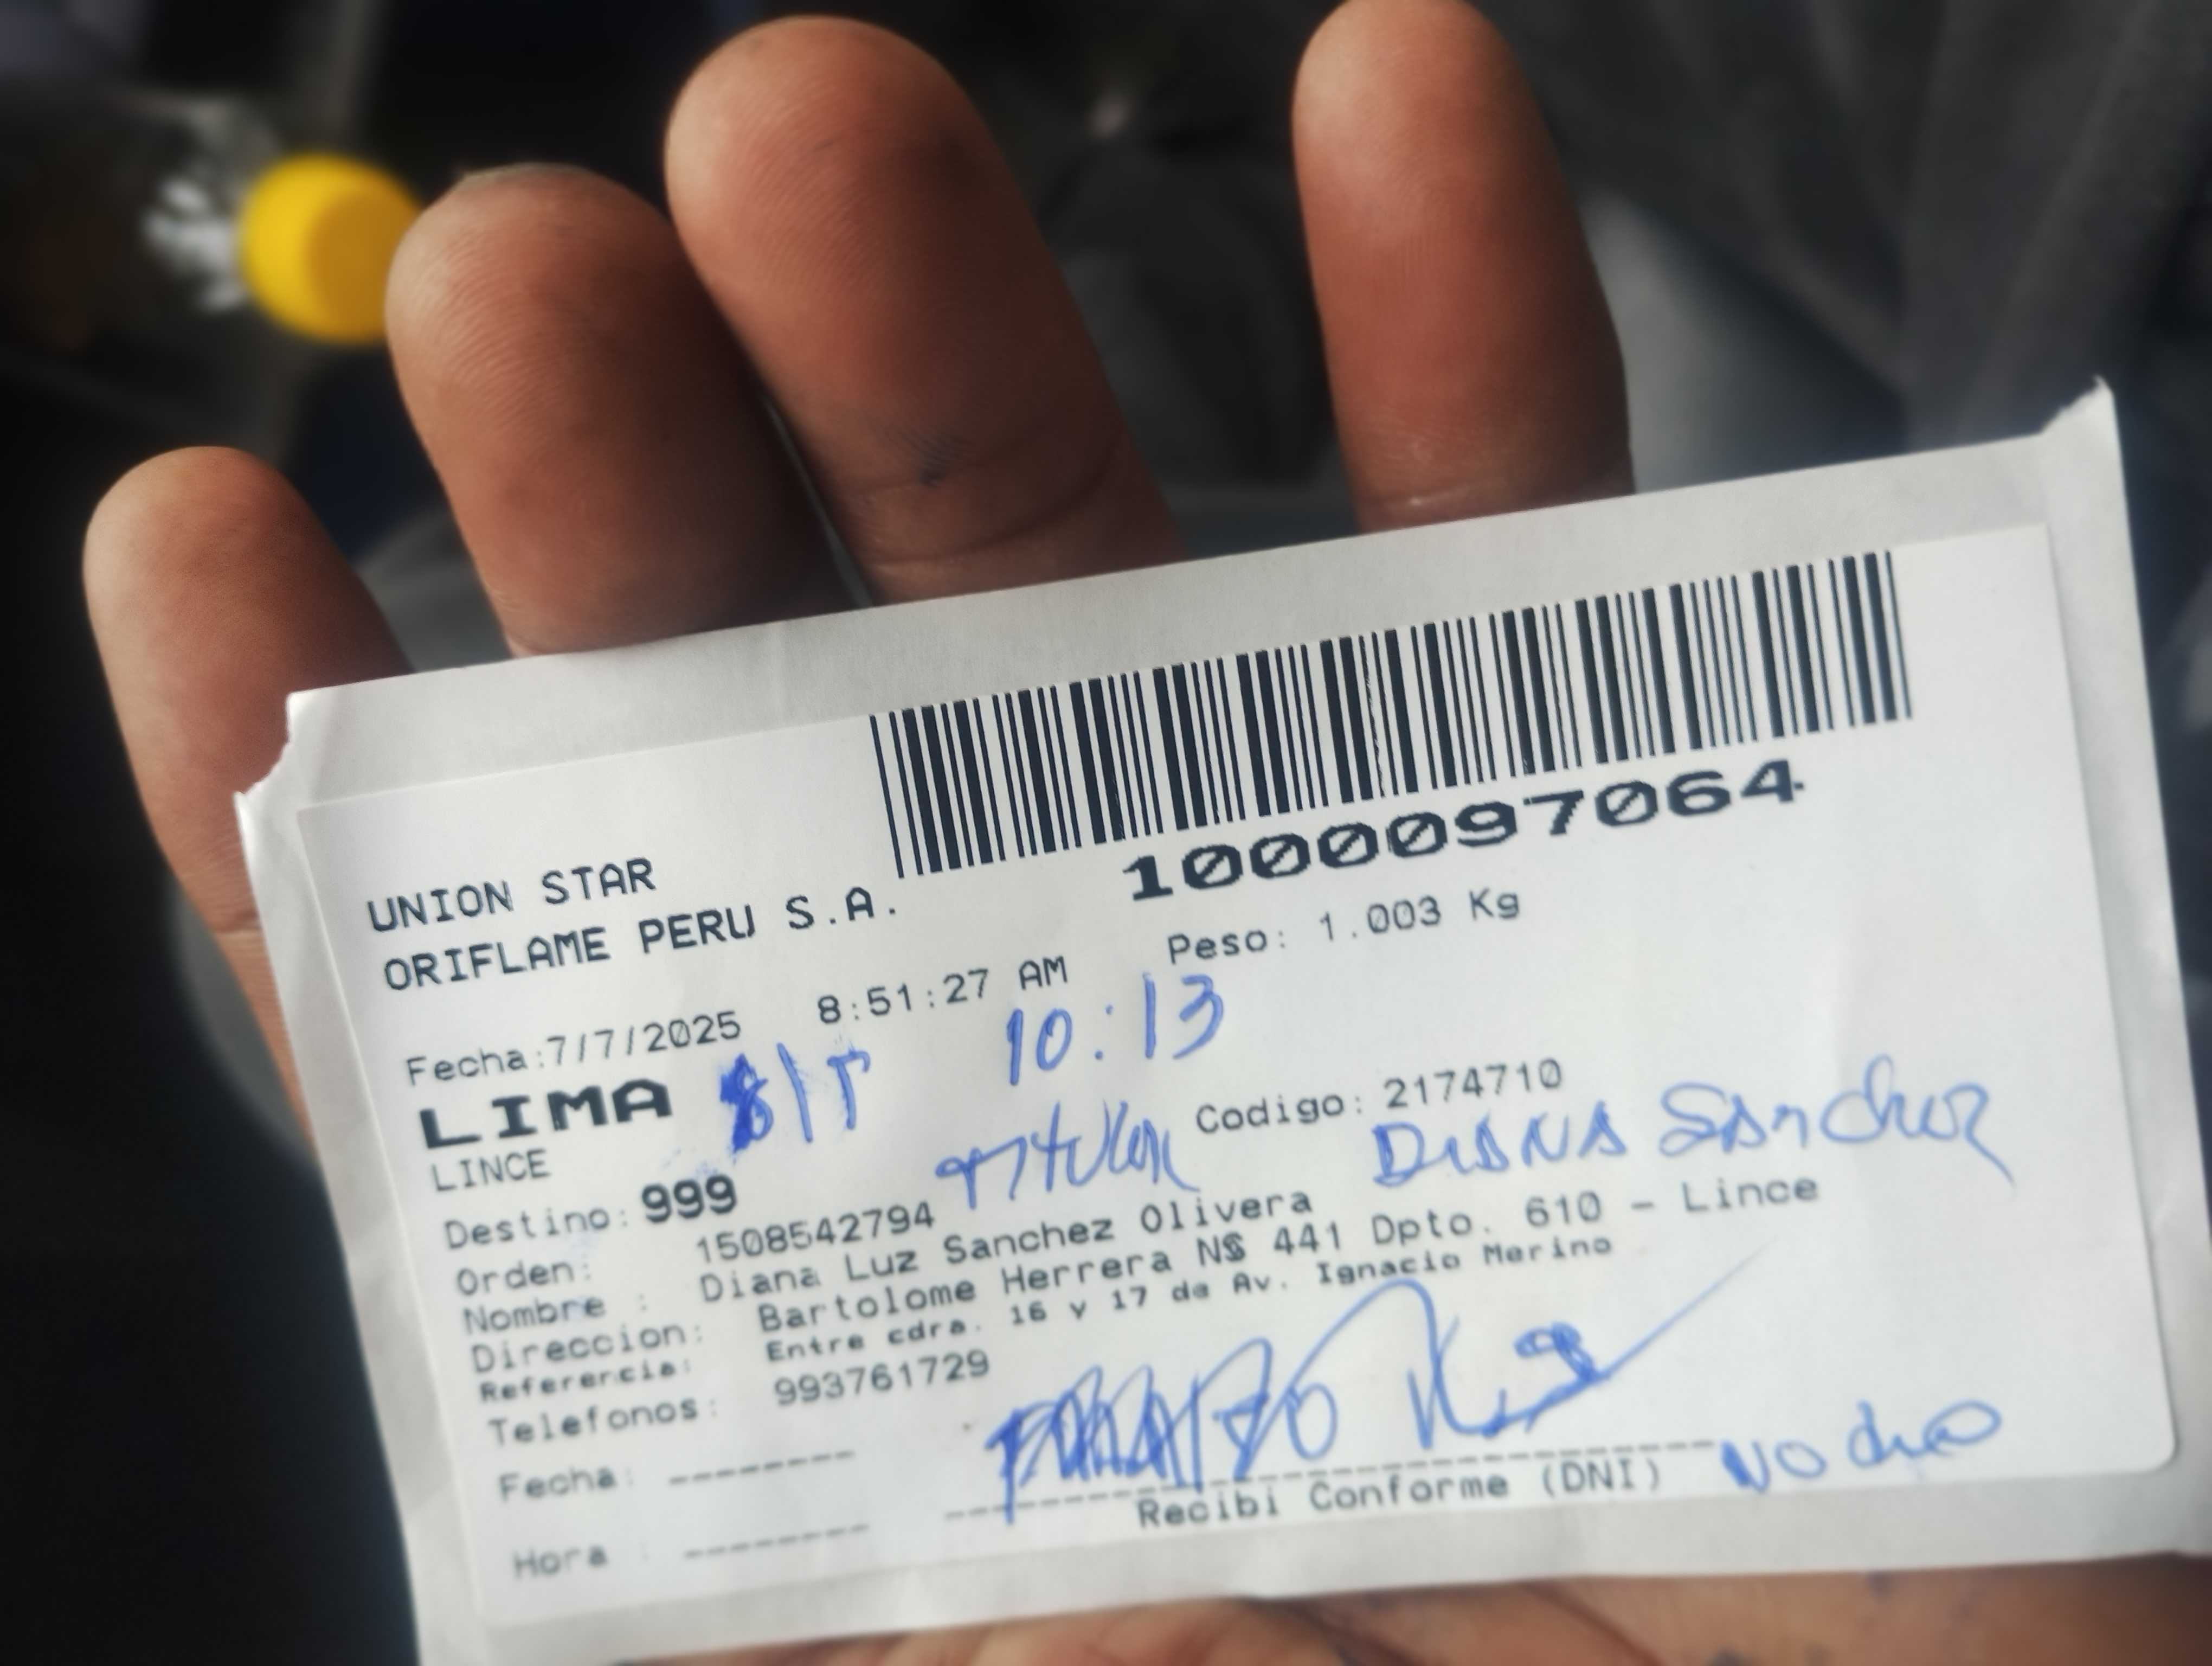 1000097064
UNION STAR
ORIFLAME PERU S.A.
Peso: 1.003 Kg
Fecha:7/7/2025 8:51:27 AM
10:13
LIMA
LINCE
Codigo: 2174710
Titular DIANA Sanchez
Destino: 999
Orden: 1508542794
Nombre : Diana Luz Sanchez Olivera
Direccion: Bartolome Herrera N$ 441 Dpto. 610 - Lince
Referencia: Entre cdra. 16 y 17 de Av. Ignacio Merino
Telefonos: 993761729
Fecha: --------
Hora : --------
Recibi Conforme (DNI)
NO